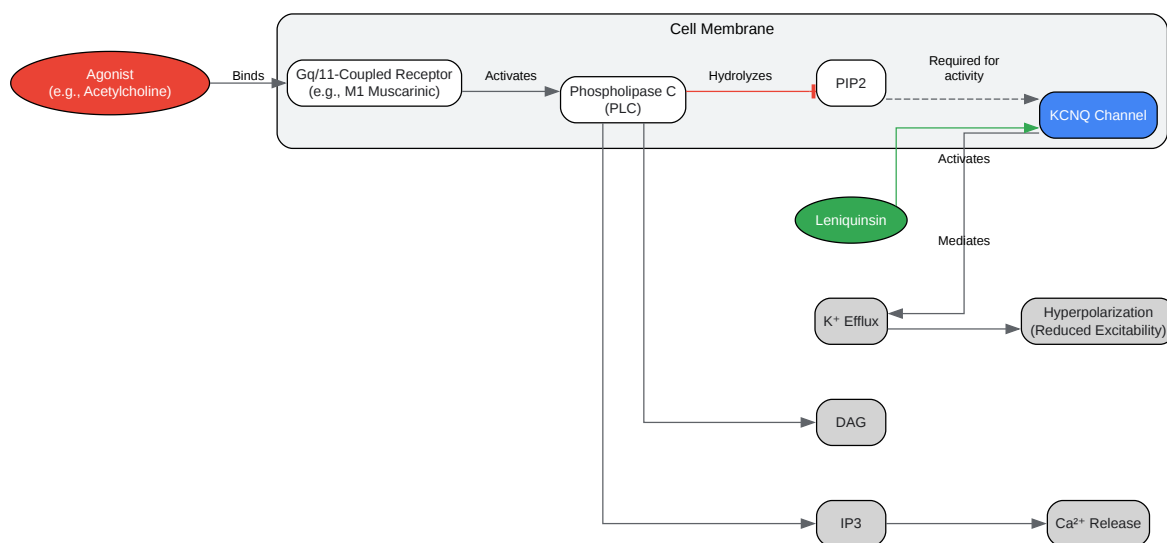 Cell Membrane
Agonist
(e.g., Acetylcholine)
Binds
Gq/11-Coupled Receptor
(e.g., M1 Muscarinic)
Activates
Phospholipase C
(PLC)
Hydrolyzes
PIP2
Required for
activity
KCNQ Channel
Activates
Leniquinsin
Mediates
K⁺ Efflux
Hyperpolarization
(Reduced Excitability)
DAG
IP3
Ca²⁺ Release